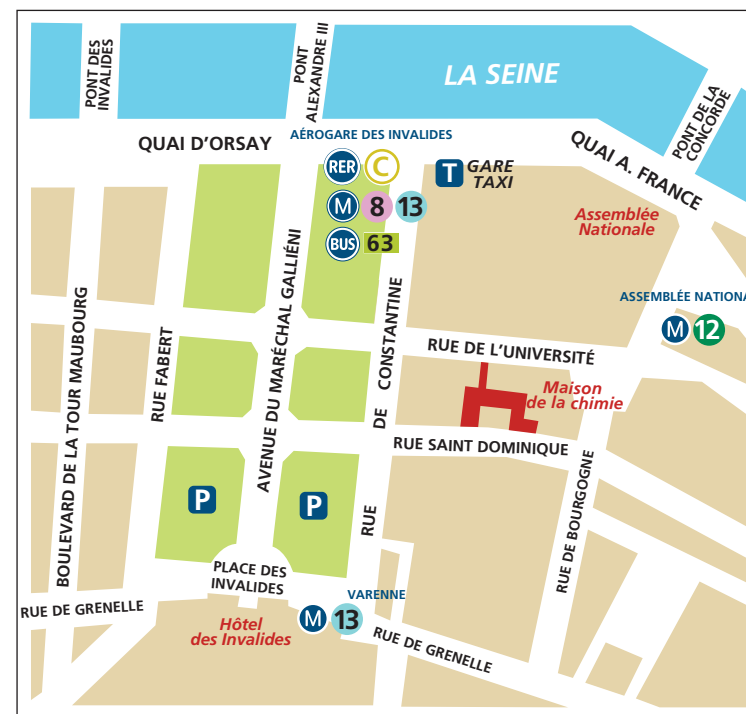 PONT DES
INVALIDES
PONT
ALEXANDRE III
LA SEINE
PONT DE LA
CONCORDE
QUAI D'ORSAY
AÉROGARE DES INVALIDES
QUAI A. FRANCE
RER C
T GARE
TAXI
M 8 13
BUS 63
Assemblée
Nationale
ASSEMBLÉE NATIONA
M 12
BOULEVARD DE LA TOUR MAUBOURG
RUE FABERT
AVENUE DU MARÉCHAL GALLIÉNI
RUE DE CONSTANTINE
RUE DE L'UNIVERSITÉ
Maison
de la chimie
RUE SAINT DOMINIQUE
RUE DE BOURGOGNE
P
P
PLACE DES
INVALIDES
VARENNE
M 13
RUE DE GRENELLE
Hôtel
des Invalides
RUE DE GRENELLE